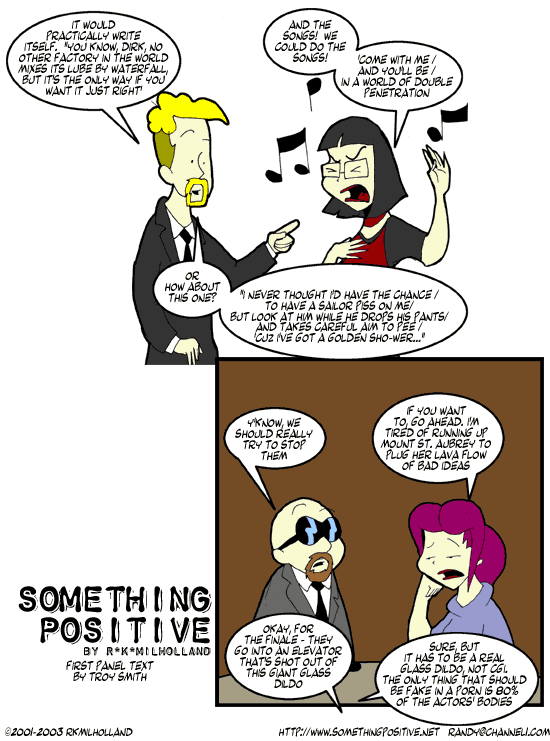 IT WOULD
PRACTICALLY WRITE
ITSELF. "YOU KNOW, DIRK, NO
OTHER FACTORY IN THE WORLD
MIXES ITS LUBE BY WATERFALL,
BUT IT'S THE ONLY WAY IF YOU
WANT IT JUST RIGHT'
AND THE
SONGS! WE
COULD DO THE
SONGS!
'COME WITH ME /
AND YOU'LL BE /
IN A WORLD OF DOUBLE
PENETRATION
OR
HOW ABOUT
THIS ONE?
"I NEVER THOUGHT I'D HAVE THE CHANCE /
TO HAVE A SAILOR PISS ON ME/
BUT LOOK AT HIM WHILE HE DROPS HIS PANTS/
AND TAKES CAREFUL AIM TO PEE /
'CUZ I'VE GOT A GOLDEN SHO-WER..."
Y'KNOW, WE
SHOULD REALLY
TRY TO STOP
THEM
IF YOU WANT
TO, GO AHEAD. I'M
TIRED OF RUNNING UP
MOUNT ST. AUBREY TO
PLUG HER LAVA FLOW
OF BAD IDEAS
OKAY, FOR
THE FINALE - THEY
GO INTO AN ELEVATOR
THAT'S SHOT OUT OF
THIS GIANT GLASS
DILDO
SURE, BUT
IT HAS TO BE A REAL
GLASS DILDO, NOT CGI.
THE ONLY THING THAT SHOULD
BE FAKE IN A PORN IS 80%
OF THE ACTORS' BODIES
SOMETHING
POSITIVE
BY R*K*MILHOLLAND
FIRST PANEL TEXT
BY TROY SMITH
©2001-2003 RKMILHOLLAND
HTTP://WWW.SOMETHINGPOSITIVE.NET RANDY@CHANNEL1.COM